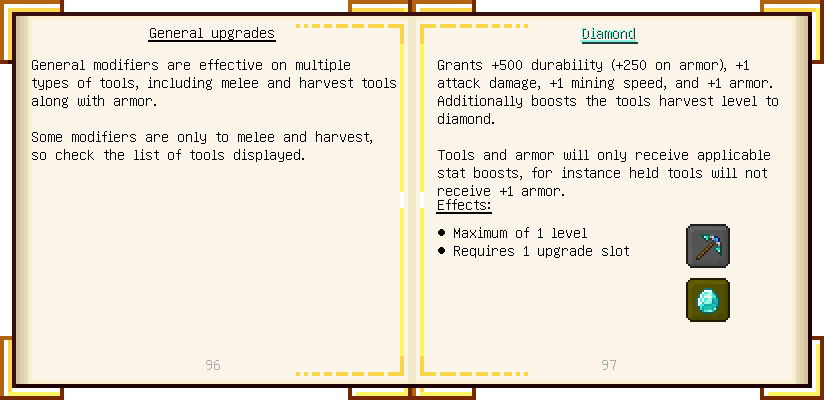 General upgrades
General modifiers are effective on multiple
types of tools, including melee and harvest tools
along with armor.
Some modifiers are only to melee and harvest,
so check the list of tools displayed.
96
Diamond
Grants +500 durability (+250 on armor), +1
attack damage, +1 mining speed, and +1 armor.
Additionally boosts the tools harvest level to
diamond.
Tools and armor will only receive applicable
stat boosts, for instance held tools will not
receive +1 armor.
Effects:
● Maximum of 1 level
● Requires 1 upgrade slot
97